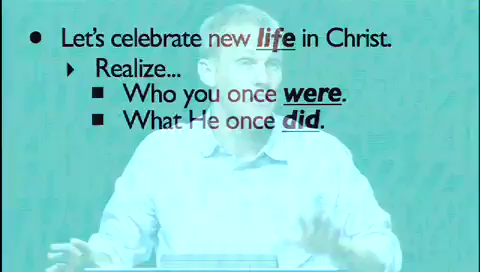 Let's celebrate new life in Christ.
Realize...
Who you once were.
What He once did.